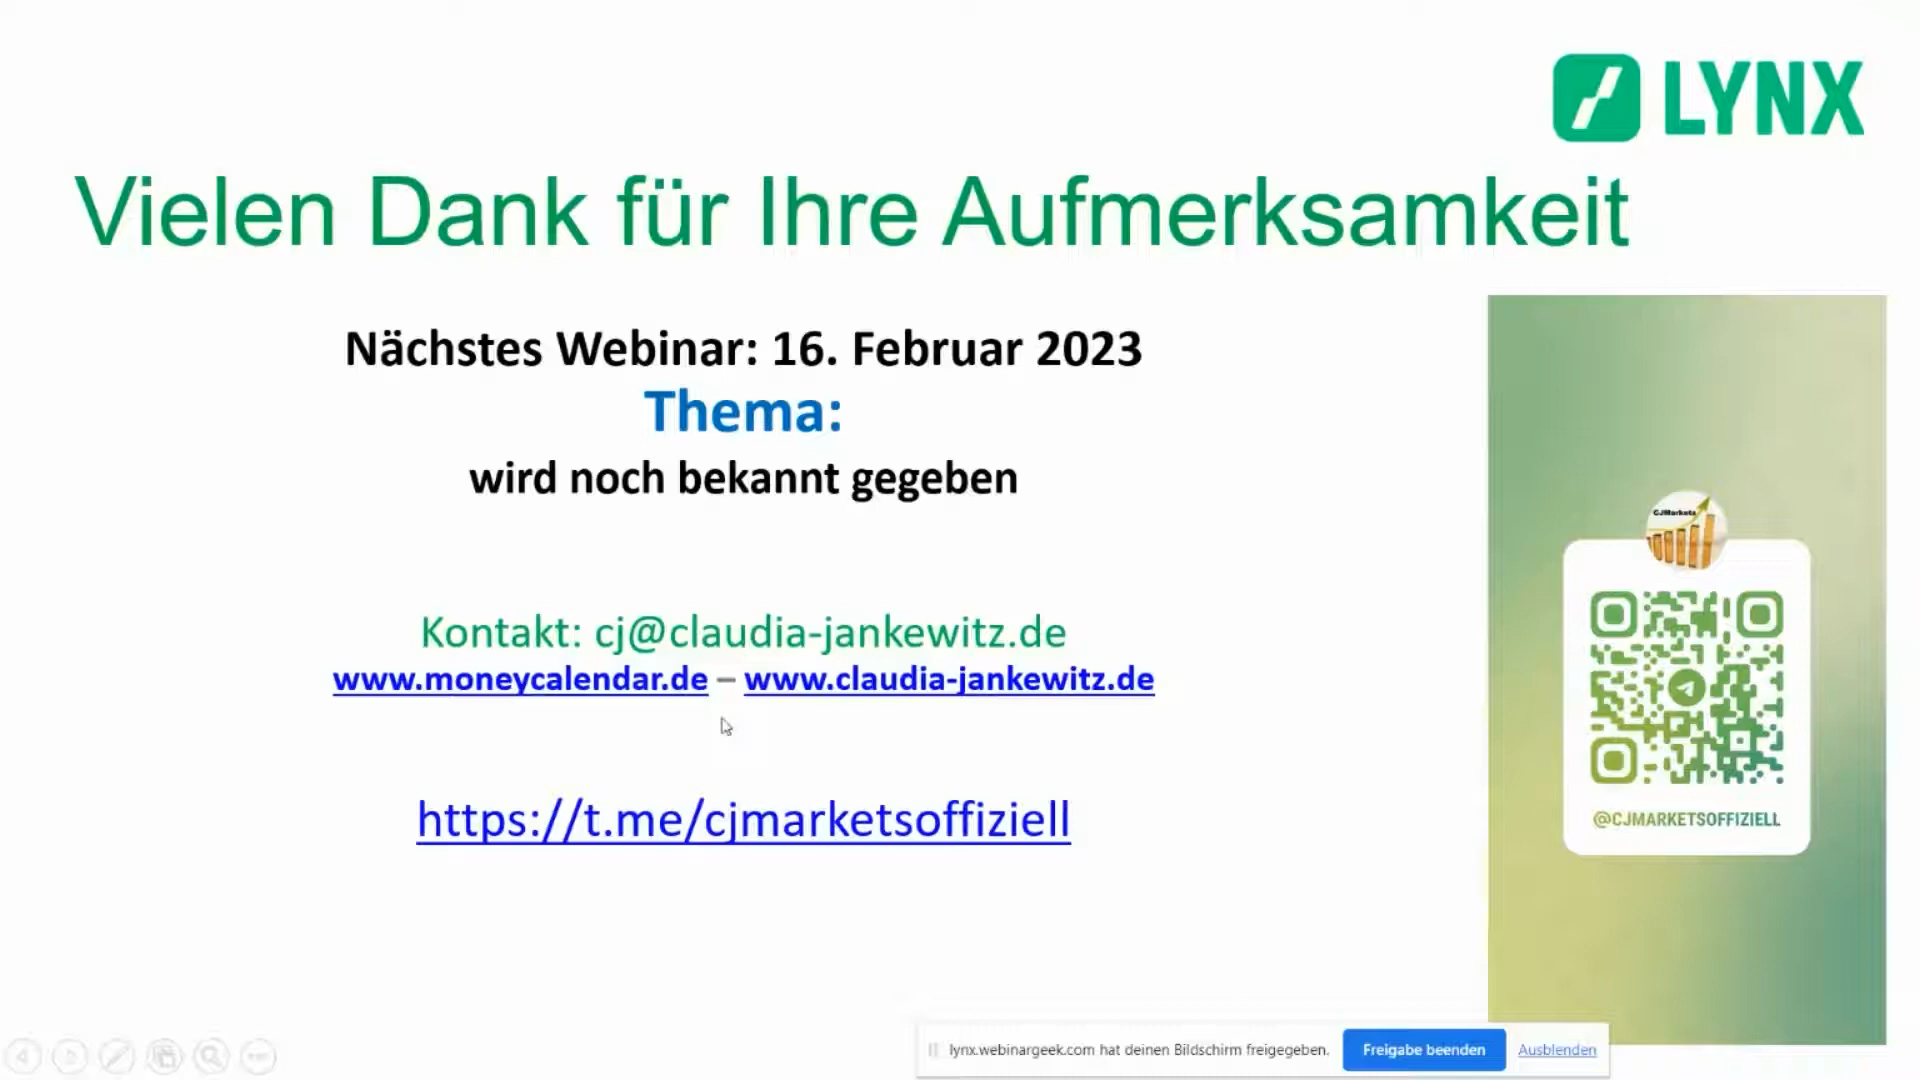 LYNX
Vielen Dank für Ihre Aufmerksamkeit
Nächstes Webinar: 16. Februar 2023
Thema:
wird noch bekannt gegeben
Kontakt: cj@claudia-jankewitz.de
www.moneycalendar.de – www.claudia-jankewitz.de
https://t.me/cjmarketsoffiziell
CJMarkets
@CJMARKETSOFFIZIELL
lynx.webinargeek.com hat deinen Bildschirm freigegeben. Freigabe beenden Ausblenden